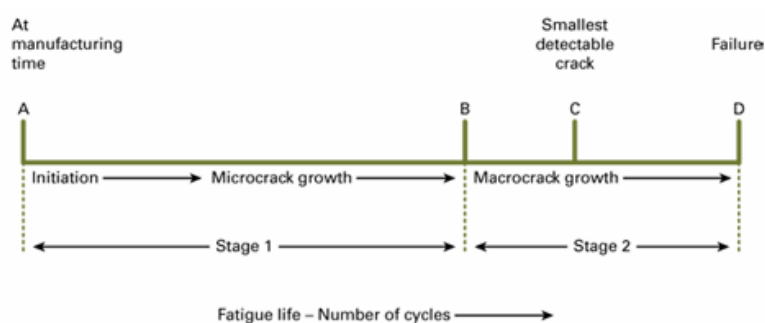 At
manufacturing
time
Smallest
detectable
crack
Failure
A
B
C
D
Initiation
Microcrack growth
Macrocrack growth
Stage 1
Stage 2
Fatigue life – Number of cycles